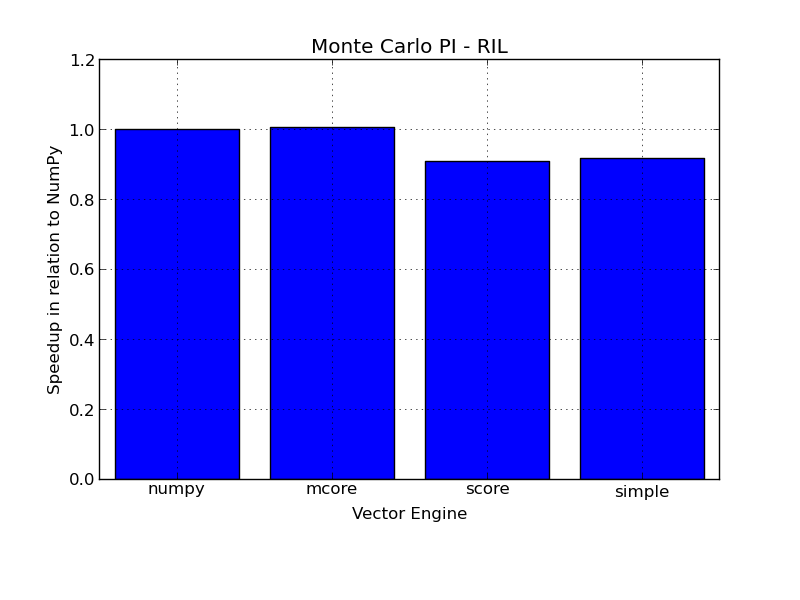 Monte Carlo PI - RIL
Speedup in relation to NumPy
1.2
1.0
0.8
0.6
0.4
0.2
0.0
numpy mcore score simple
Vector Engine